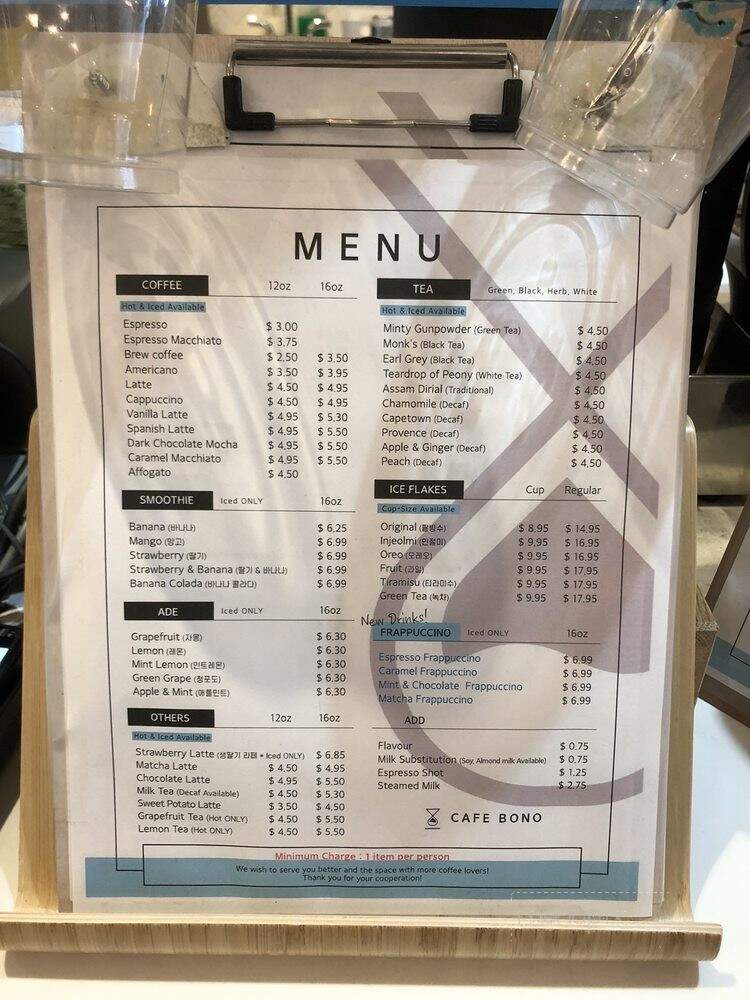 MENU
COFFEE 12oz 16oz
Hot & Iced Available
Espresso $ 3.00
Espresso Macchiato $ 3.75
Brew coffee $ 2.50 $ 3.50
Americano $ 3.50 $ 3.95
Latte $ 4.50 $ 4.95
Cappuccino $ 4.50 $ 4.95
Vanilla Latte $ 4.95 $ 5.30
Spanish Latte $ 4.95 $ 5.50
Dark Chocolate Mocha $ 4.95 $ 5.50
Caramel Macchiato $ 4.95 $ 5.50
Affogato $ 4.50
SMOOTHIE Iced ONLY 16oz
Banana (바나나) $ 6.25
Mango (망고) $ 6.99
Strawberry (딸기) $ 6.99
Strawberry & Banana (딸기 & 바나나) $ 6.99
Banana Colada (바나나 콜라다) $ 6.99
ADE Iced ONLY 16oz
Grapefruit (자몽) $ 6.30
Lemon (레몬) $ 6.30
Mint Lemon (민트레몬) $ 6.30
Green Grape (청포도) $ 6.30
Apple & Mint (애플민트) $ 6.30
OTHERS 12oz 16oz
Hot & Iced Available
Strawberry Latte (생딸기 라떼 * Iced ONLY) $ 6.85
Matcha Latte $ 4.50 $ 4.95
Chocolate Latte $ 4.95 $ 5.50
Milk Tea (Decaf Available) $ 4.50 $ 5.30
Sweet Potato Latte $ 3.50 $ 4.50
Grapefruit Tea (Hot ONLY) $ 4.50 $ 5.50
Lemon Tea (Hot ONLY) $ 4.50 $ 5.50
TEA Green, Black, Herb, White
Hot & Iced Available
Minty Gunpowder (Green Tea) $ 4.50
Monk's (Black Tea) $ 4.50
Earl Grey (Black Tea) $ 4.50
Teardrop of Peony (White Tea) $ 4.50
Assam Dirial (Traditional) $ 4.50
Chamomile (Decaf) $ 4.50
Capetown (Decaf) $ 4.50
Provence (Decaf) $ 4.50
Apple & Ginger (Decaf) $ 4.50
Peach (Decaf) $ 4.50
ICE FLAKES Cup Regular
Cup-Size Available
Original (팥빙수) $ 8.95 $ 14.95
Injeolmi (인절미) $ 9.95 $ 16.95
Oreo (오레오) $ 9.95 $ 16.95
Fruit (과일) $ 9.95 $ 17.95
Tiramisu (티라미수) $ 9.95 $ 17.95
Green Tea (녹차) $ 9.95 $ 17.95
New Drinks!
FRAPPUCCINO Iced ONLY 16oz
Espresso Frappuccino $ 6.99
Caramel Frappuccino $ 6.99
Mint & Chocolate Frappuccino $ 6.99
Matcha Frappuccino $ 6.99
ADD
Flavour $ 0.75
Milk Substitution (Soy, Almond milk Available) $ 0.75
Espresso Shot $ 1.25
Steamed Milk $ 2.75
CAFE BONO
Minimum Charge : 1 item per person
We wish to serve you better and the space with more coffee lovers!
Thank you for your cooperation!